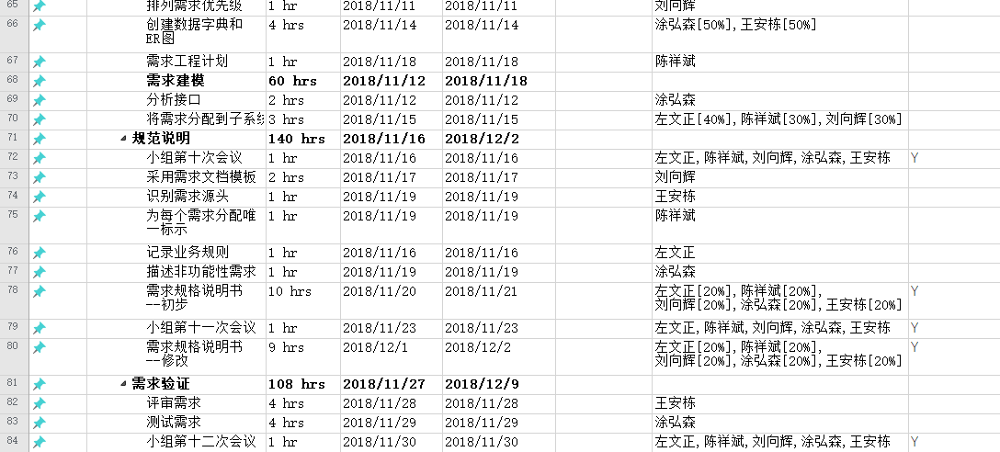 65 排列需求优先级 1 hr 2018/11/11 2018/11/11 刘向辉
66 创建数据字典和 4 hrs 2018/11/14 2018/11/14 涂弘森[50%],王安栋[50%]
ER图
67 需求工程计划 1 hr 2018/11/18 2018/11/18 陈祥斌
68 需求建模 60 hrs 2018/11/12 2018/11/18
69 分析接口 2 hrs 2018/11/12 2018/11/12 涂弘森
70 将需求分配到子系统 3 hrs 2018/11/15 2018/11/15 左文正[40%],陈祥斌[30%],刘向辉[30%]
71 规范说明 140 hrs 2018/11/16 2018/12/2
72 小组第十次会议 1 hr 2018/11/16 2018/11/16 左文正,陈祥斌,刘向辉,涂弘森,王安栋 Y
73 采用需求文档模板 2 hrs 2018/11/17 2018/11/17 刘向辉
74 识别需求源头 1 hr 2018/11/19 2018/11/19 王安栋
75 为每个需求分配唯 1 hr 2018/11/19 2018/11/19 陈祥斌
一标示
76 记录业务规则 1 hr 2018/11/16 2018/11/16 左文正
77 描述非功能性需求 1 hr 2018/11/19 2018/11/19 涂弘森
78 需求规格说明书 10 hrs 2018/11/20 2018/11/21 左文正[20%],陈祥斌[20%], Y
--初步 刘向辉[20%],涂弘森[20%],王安栋[20%]
79 小组第十一次会议 1 hr 2018/11/23 2018/11/23 左文正,陈祥斌,刘向辉,涂弘森,王安栋 Y
80 需求规格说明书 9 hrs 2018/12/1 2018/12/2 左文正[20%],陈祥斌[20%], Y
--修改 刘向辉[20%],涂弘森[20%],王安栋[20%]
81 需求验证 108 hrs 2018/11/27 2018/12/9
82 评审需求 4 hrs 2018/11/28 2018/11/28 王安栋
83 测试需求 4 hrs 2018/11/29 2018/11/29 涂弘森
84 小组第十二次会议 1 hr 2018/11/30 2018/11/30 左文正,陈祥斌,刘向辉,涂弘森,王安栋 Y